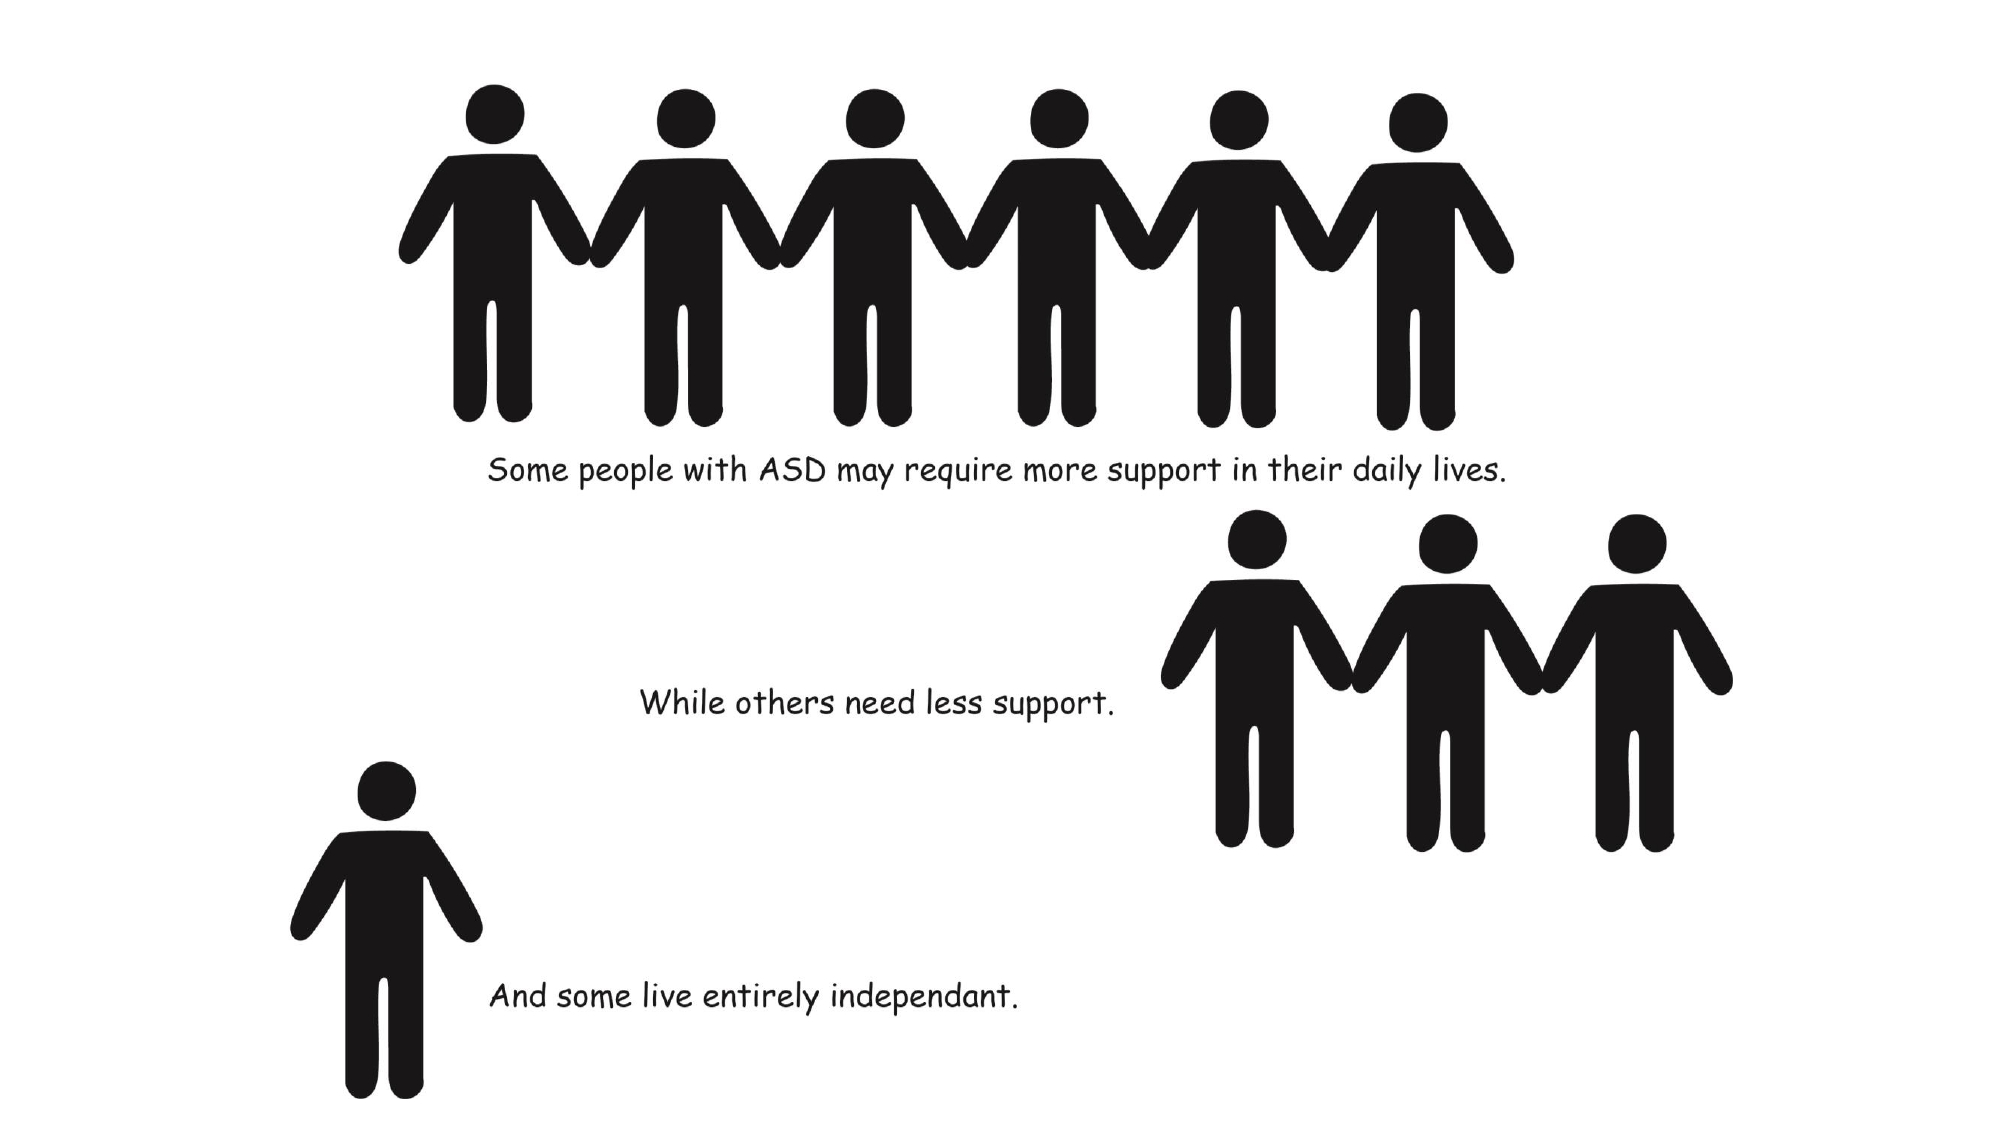 Some people with ASD may require more support in their daily lives.
While others need less support.
And some live entirely independant.